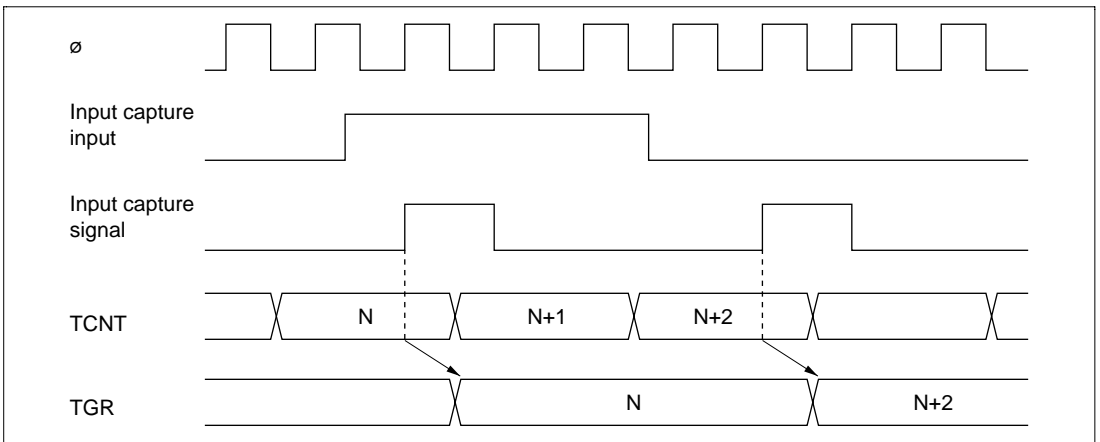 ø
Input capture
input
Input capture
signal
TCNT N N+1 N+2
TGR N N+2